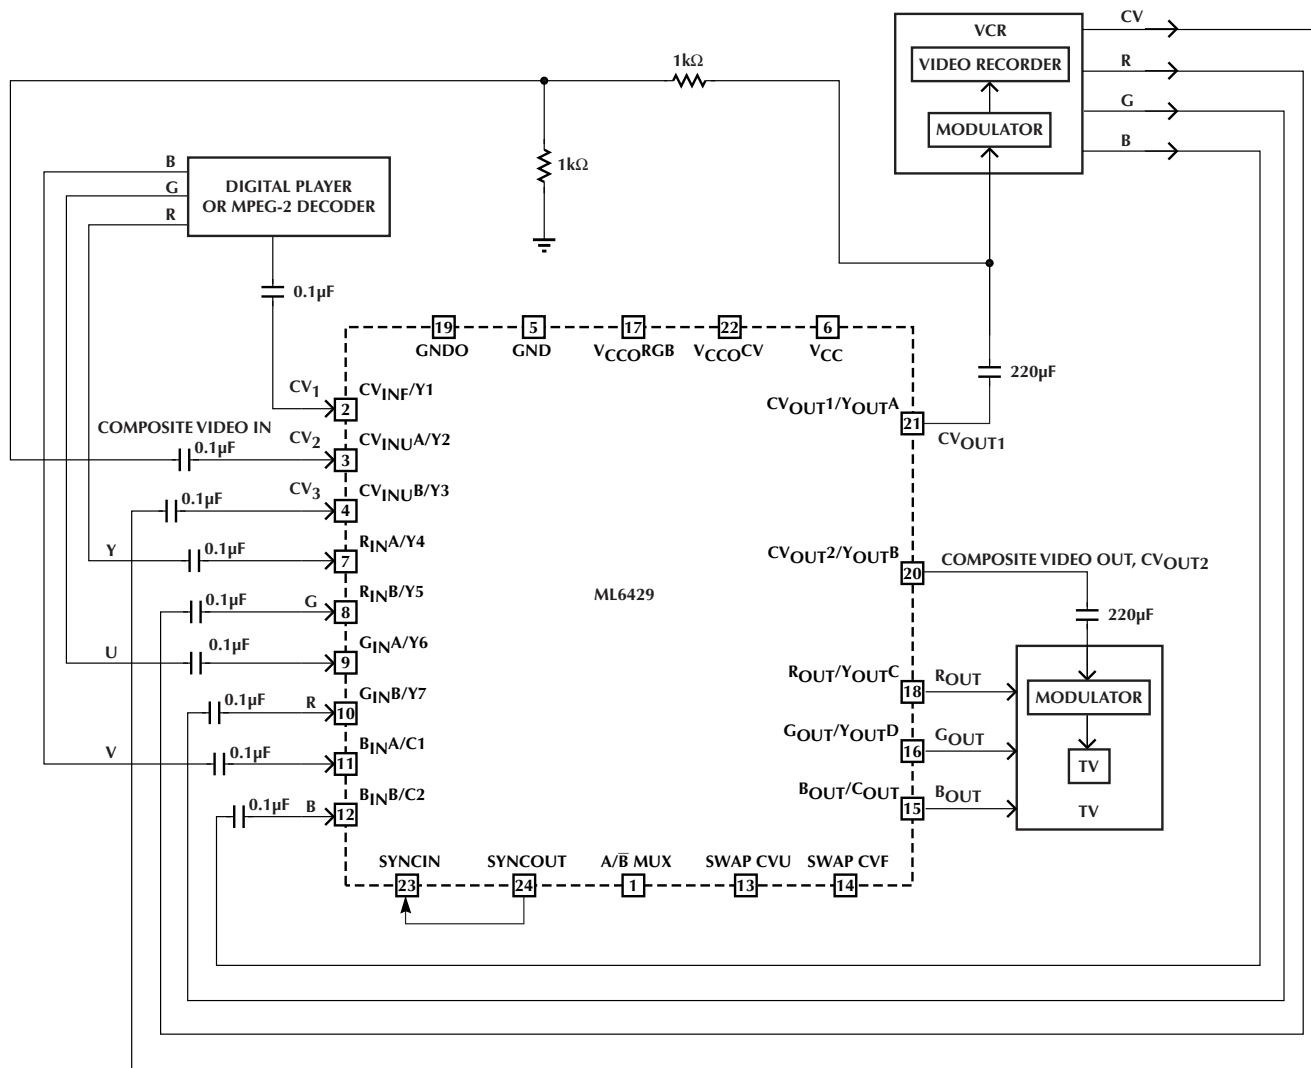 CV
VCR
VIDEO RECORDER
R
1kΩ
G
MODULATOR
B
1kΩ
B
G
R
DIGITAL PLAYER
OR MPEG-2 DECODER
0.1µF
19
5
17
22
6
GNDO
GND
VCCORGB
VCCOCV
VCC
220µF
CV1
CVINF/Y1
2
CVOUT1/YOUTA
21
CVOUT1
COMPOSITE VIDEO IN
0.1µF
CV2
CVINUA/Y2
3
0.1µF
CV3
CVINUB/Y3
4
Y
0.1µF
RINA/Y4
7
CVOUT2/YOUTB
20
COMPOSITE VIDEO OUT, CVOUT2
ML6429
0.1µF
G
RINB/Y5
8
220µF
U
0.1µF
GINA/Y6
9
ROUT/YOUTC
18
ROUT
MODULATOR
0.1µF
R
GINB/Y7
10
GOUT/YOUTD
16
GOUT
TV
V
0.1µF
BINA/C1
11
BOUT/COUT
15
BOUT
TV
0.1µF
B
BINB/C2
12
SYNCIN
SYNCOUT
A/B̅ MUX
SWAP CVU
SWAP CVF
23
24
1
13
14